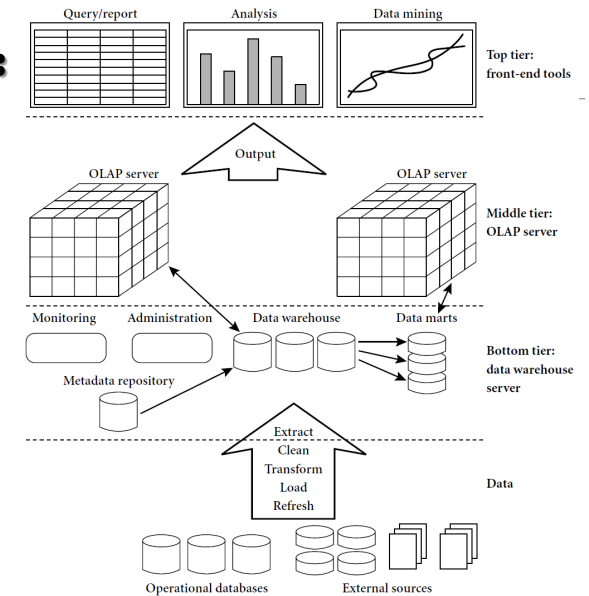 Query/report
Analysis
Data mining
Top tier:
front-end tools
Output
OLAP server
OLAP server
Middle tier:
OLAP server
Monitoring
Administration
Data warehouse
Data marts
Bottom tier:
data warehouse
server
Metadata repository
Extract
Clean
Transform
Load
Refresh
Data
Operational databases
External sources